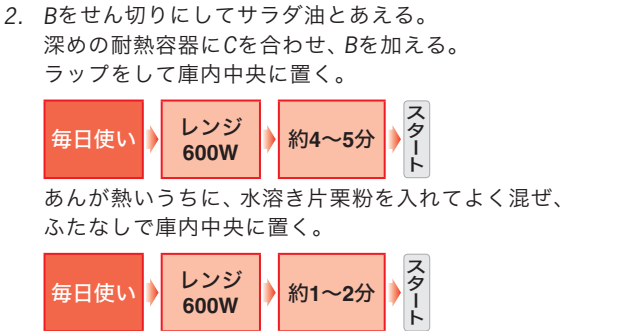 2. Bをせん切りにしてサラダ油とあえる。
深めの耐熱容器にCを合わせ、Bを加える。
ラップをして庫内中央に置く。
毎日使い レンジ 600W 約4〜5分 スタート
あんが熱いうちに、水溶き片栗粉を入れてよく混ぜ、
ふたなしで庫内中央に置く。
毎日使い レンジ 600W 約1〜2分 スタート